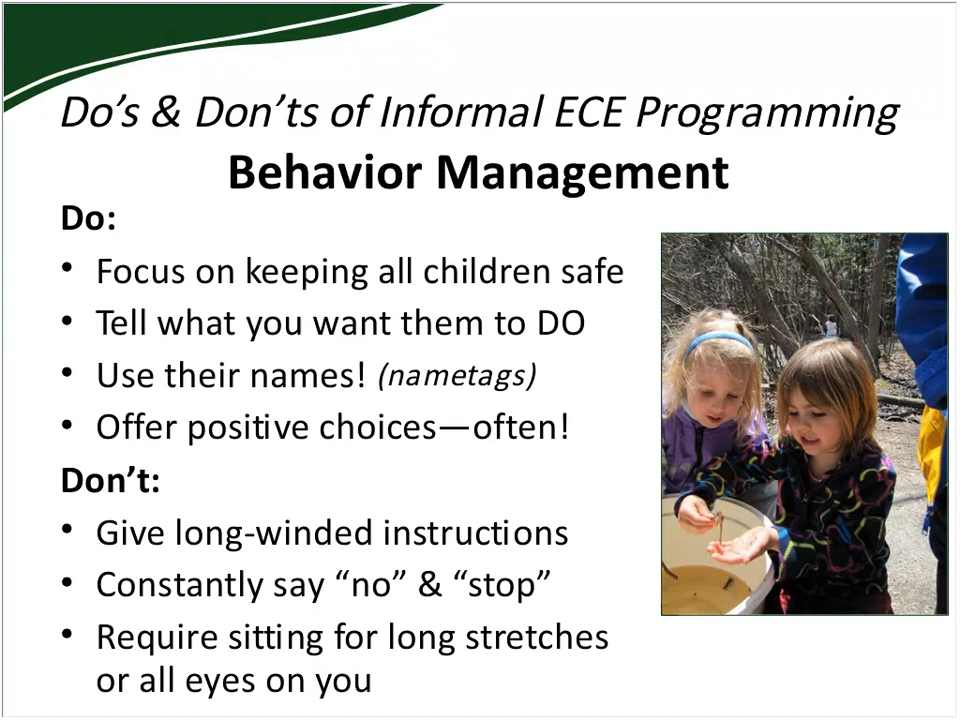 Do’s & Don’ts of Informal ECE Programming
Behavior Management
Do:
• Focus on keeping all children safe
• Tell what you want them to DO
• Use their names! (nametags)
• Offer positive choices—often!
Don’t:
• Give long-winded instructions
• Constantly say “no” & “stop”
• Require sitting for long stretches
or all eyes on you